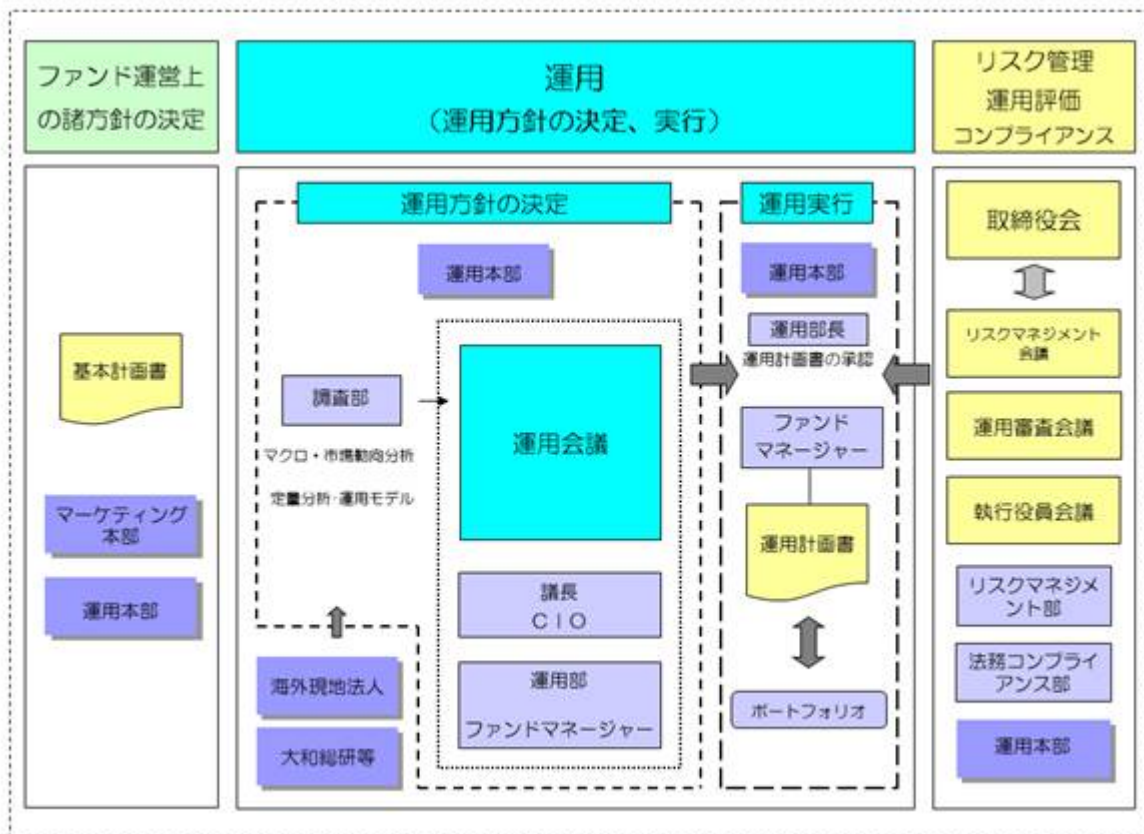 ファンド運営上
の諸方針の決定
運用
（運用方針の決定、実行）
リスク管理
運用評価
コンプライアンス
基本計画書
マーケティング
本部
運用本部
運用方針の決定
運用本部
調査部
マクロ・市場動向分析
定量分析･運用モデル
運用会議
議長
ＣＩＯ
運用部
ファンドマネージャー
海外現地法人
大和総研等
運用実行
運用本部
運用部長
運用計画書の承認
ファンド
マネージャー
運用計画書
ポートフォリオ
取締役会
リスクマネジメント
会議
運用審査会議
執行役員会議
リスクマネジメ
ント部
法務コンプライ
アンス部
運用本部